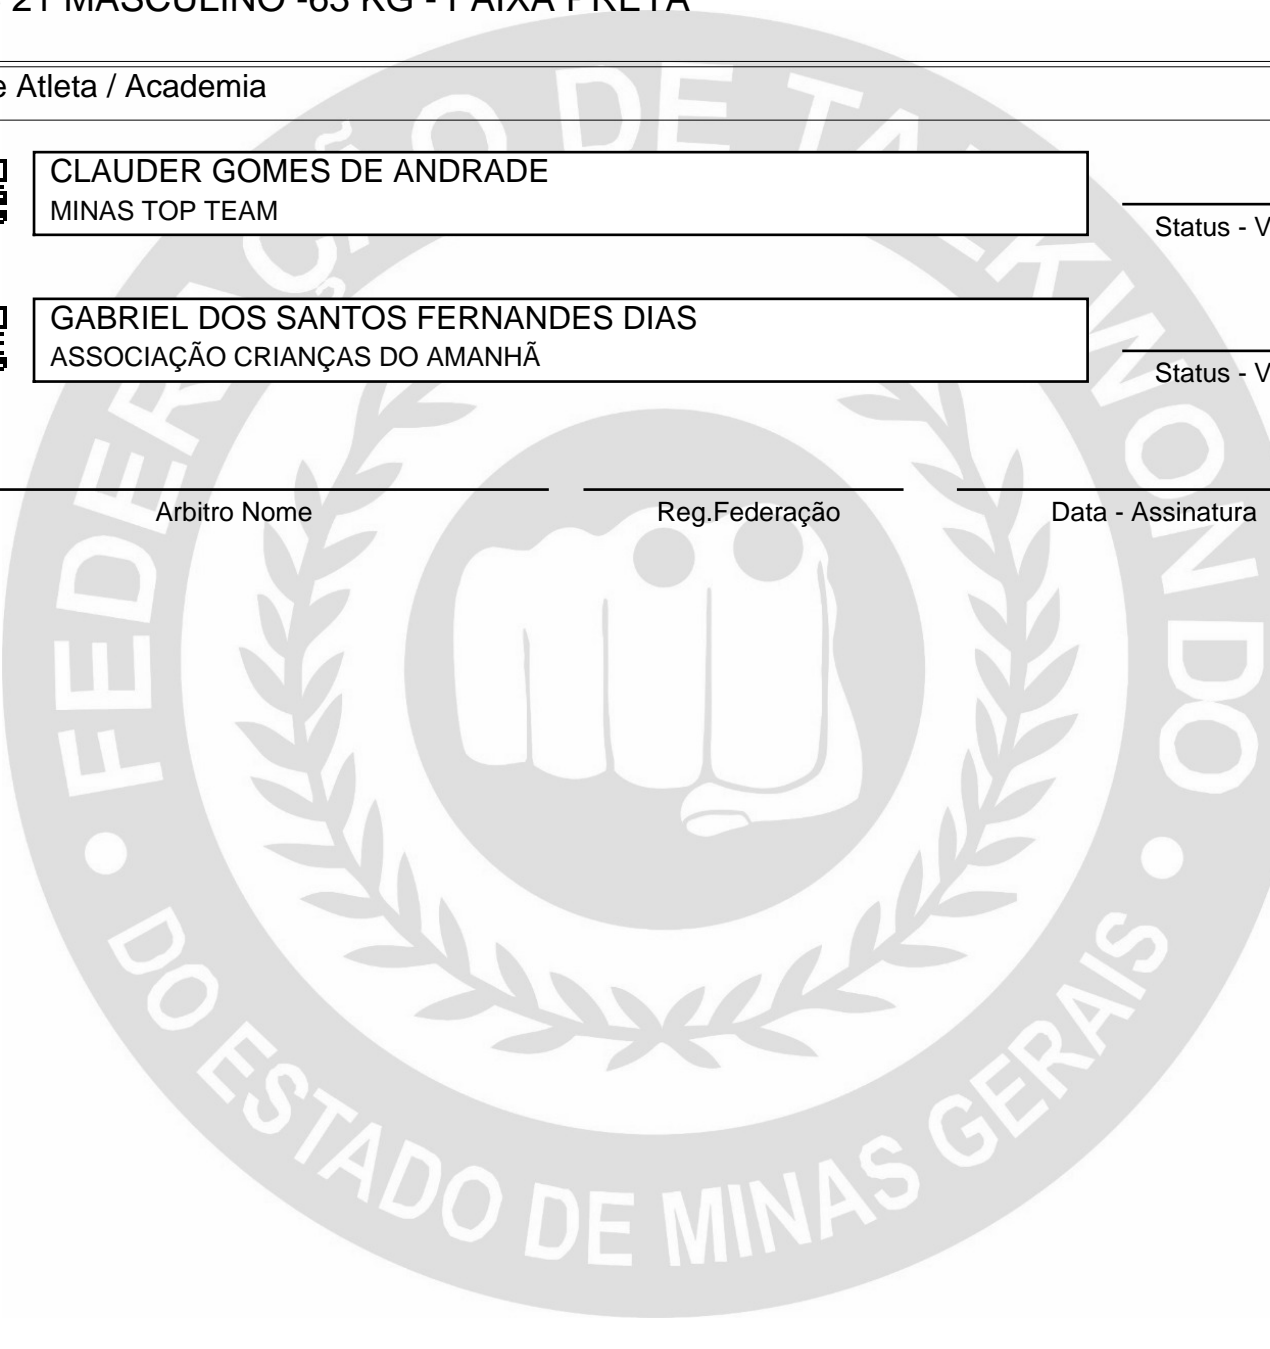 21 MASCULINO -63 KG - FAIXA PRETA
e Atleta / Academia
CLAUDER GOMES DE ANDRADE
MINAS TOP TEAM
Status - V
GABRIEL DOS SANTOS FERNANDES DIAS
ASSOCIAÇÃO CRIANÇAS DO AMANHÃ
Status - V
Arbitro Nome Reg.Federação Data - Assinatura
FEDERAÇÃO DE TAEKWONDO
DO ESTADO DE MINAS GERAIS